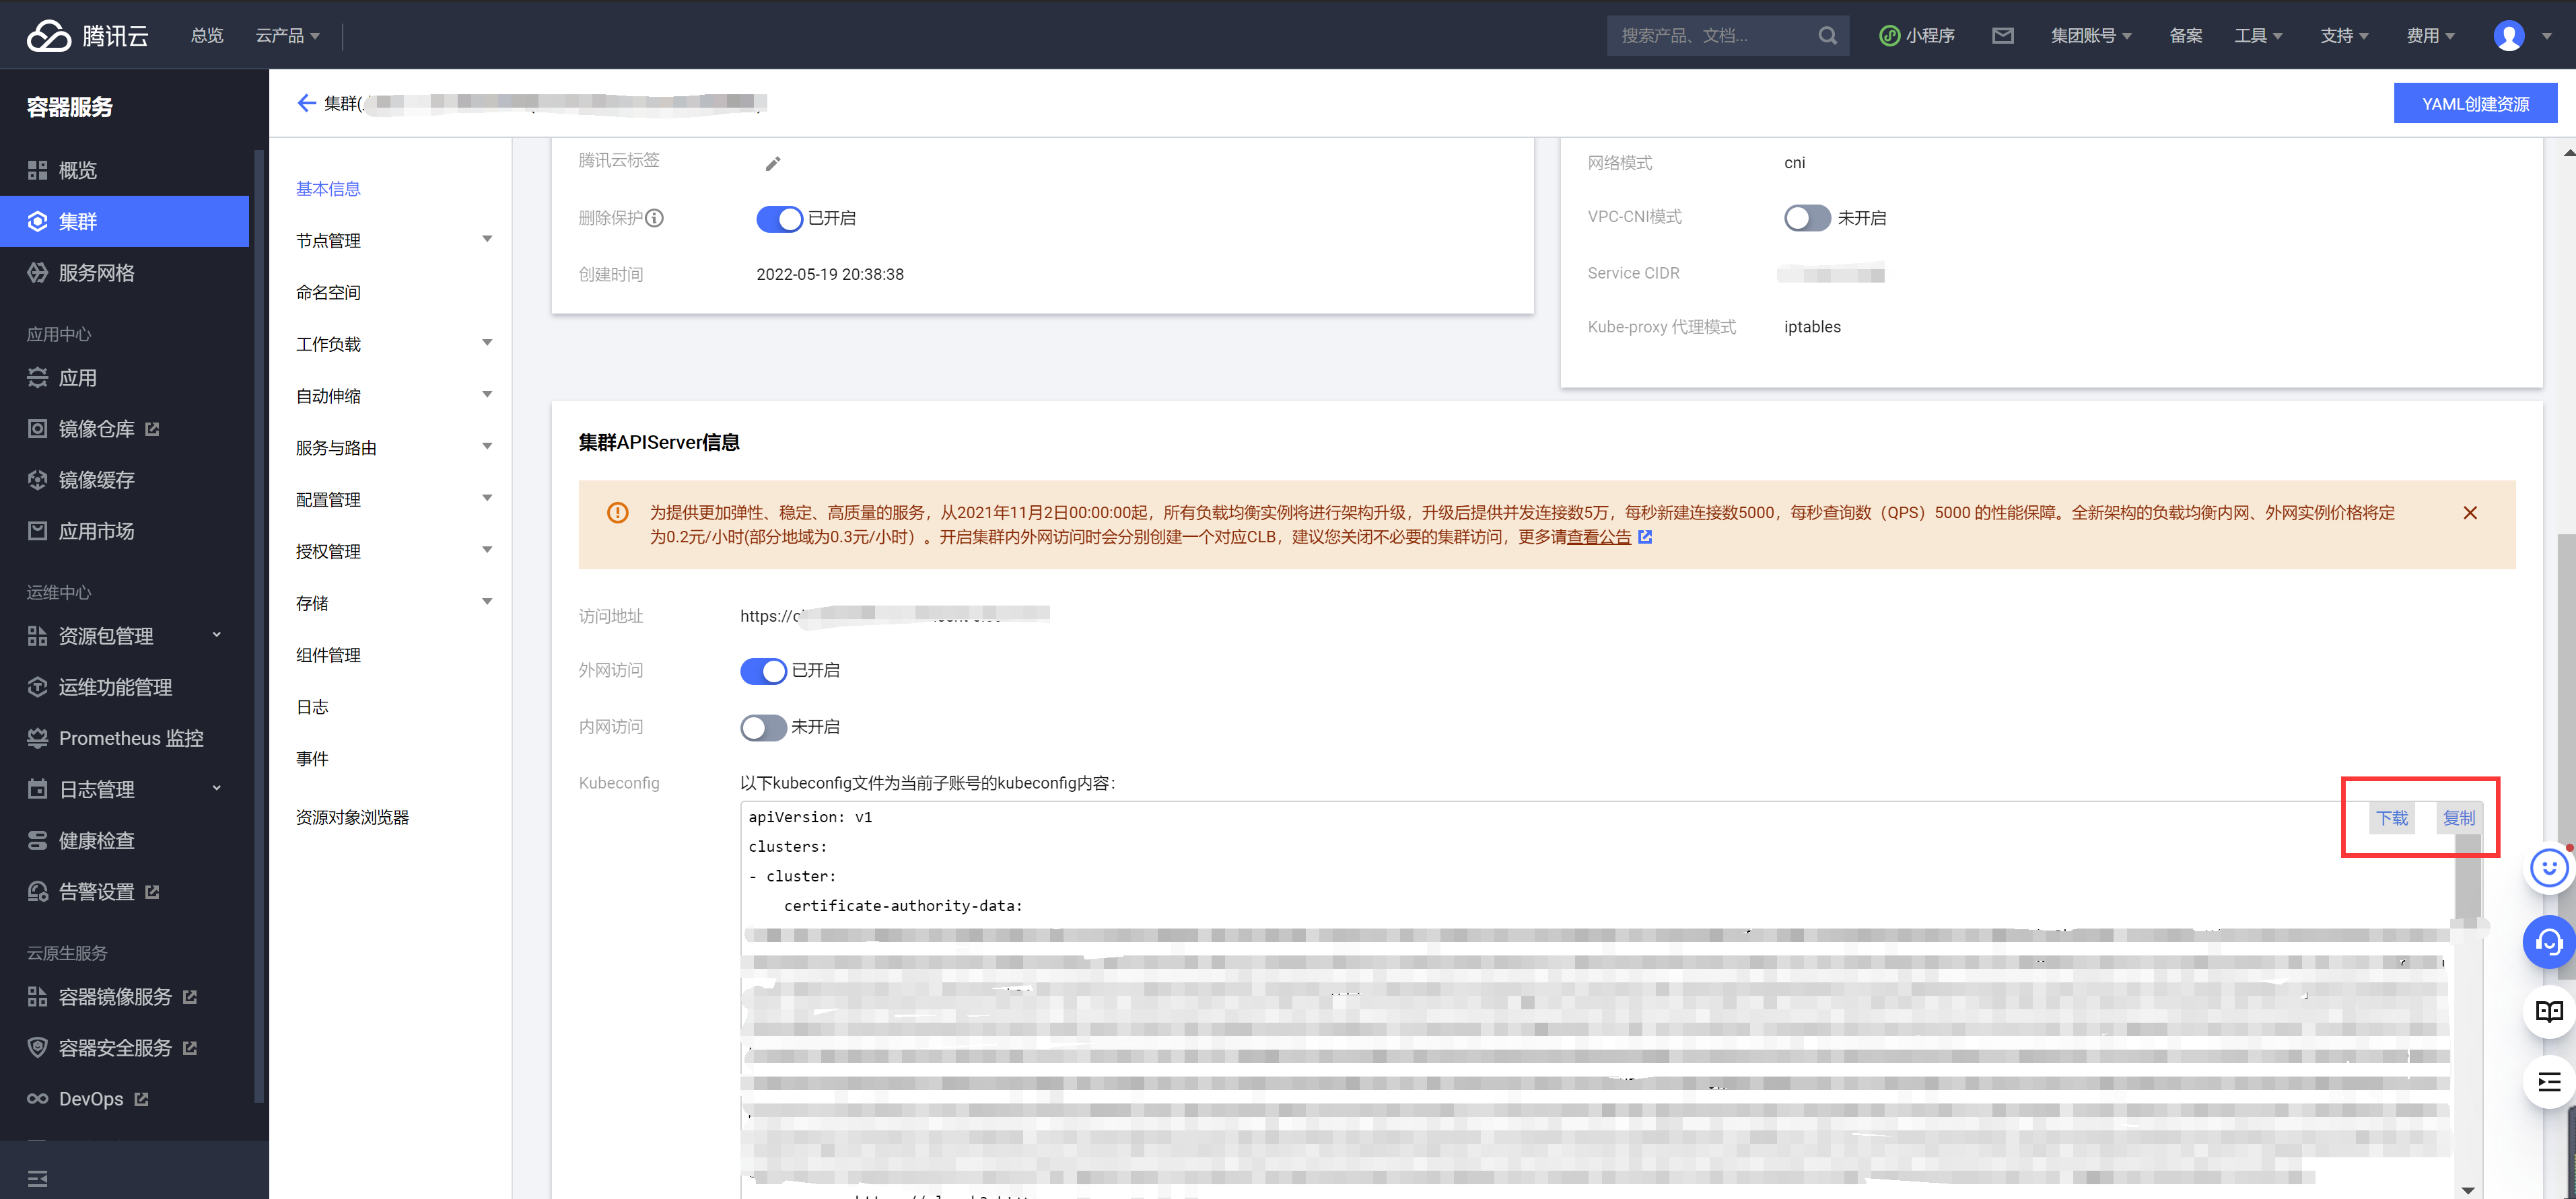 腾讯云
总览
云产品
搜索产品、文档...
小程序
集团账号
备案
工具
支持
费用
容器服务
概览
集群
服务网格
应用中心
应用
镜像仓库
镜像缓存
应用市场
运维中心
资源包管理
运维功能管理
Prometheus 监控
日志管理
健康检查
告警设置
云原生服务
容器镜像服务
容器安全服务
DevOps
集群(
YAML创建资源
基本信息
节点管理
命名空间
工作负载
自动伸缩
服务与路由
配置管理
授权管理
存储
组件管理
日志
事件
资源对象浏览器
腾讯云标签
删除保护 已开启
创建时间 2022-05-19 20:38:38
网络模式 cni
VPC-CNI模式 未开启
Service CIDR
Kube-proxy 代理模式 iptables
集群APIServer信息
为提供更加弹性、稳定、高质量的服务，从2021年11月2日00:00:00起，所有负载均衡实例将进行架构升级，升级后提供并发连接数5万，每秒新建连接数5000，每秒查询数（QPS）5000 的性能保障。全新架构的负载均衡内网、外网实例价格将定
为0.2元/小时(部分地域为0.3元/小时）。开启集群内外网访问时会分别创建一个对应CLB，建议您关闭不必要的集群访问，更多请查看公告
访问地址 https://c
外网访问 已开启
内网访问 未开启
Kubeconfig 以下kubeconfig文件为当前子账号的kubeconfig内容：
下载 复制
apiVersion: v1
clusters:
- cluster:
certificate-authority-data: